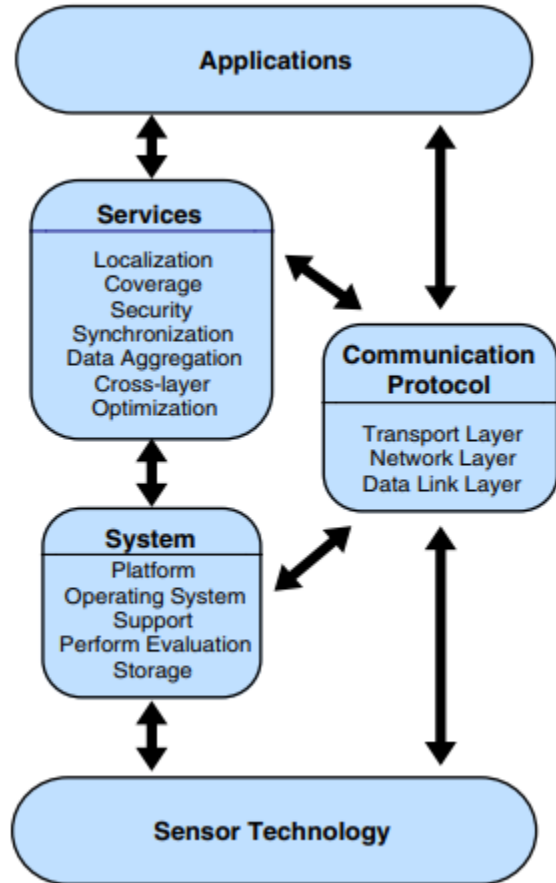 Applications
Services
Localization
Coverage
Security
Synchronization
Data Aggregation
Cross-layer
Optimization
Communication
Protocol
Transport Layer
Network Layer
Data Link Layer
System
Platform
Operating System
Support
Perform Evaluation
Storage
Sensor Technology